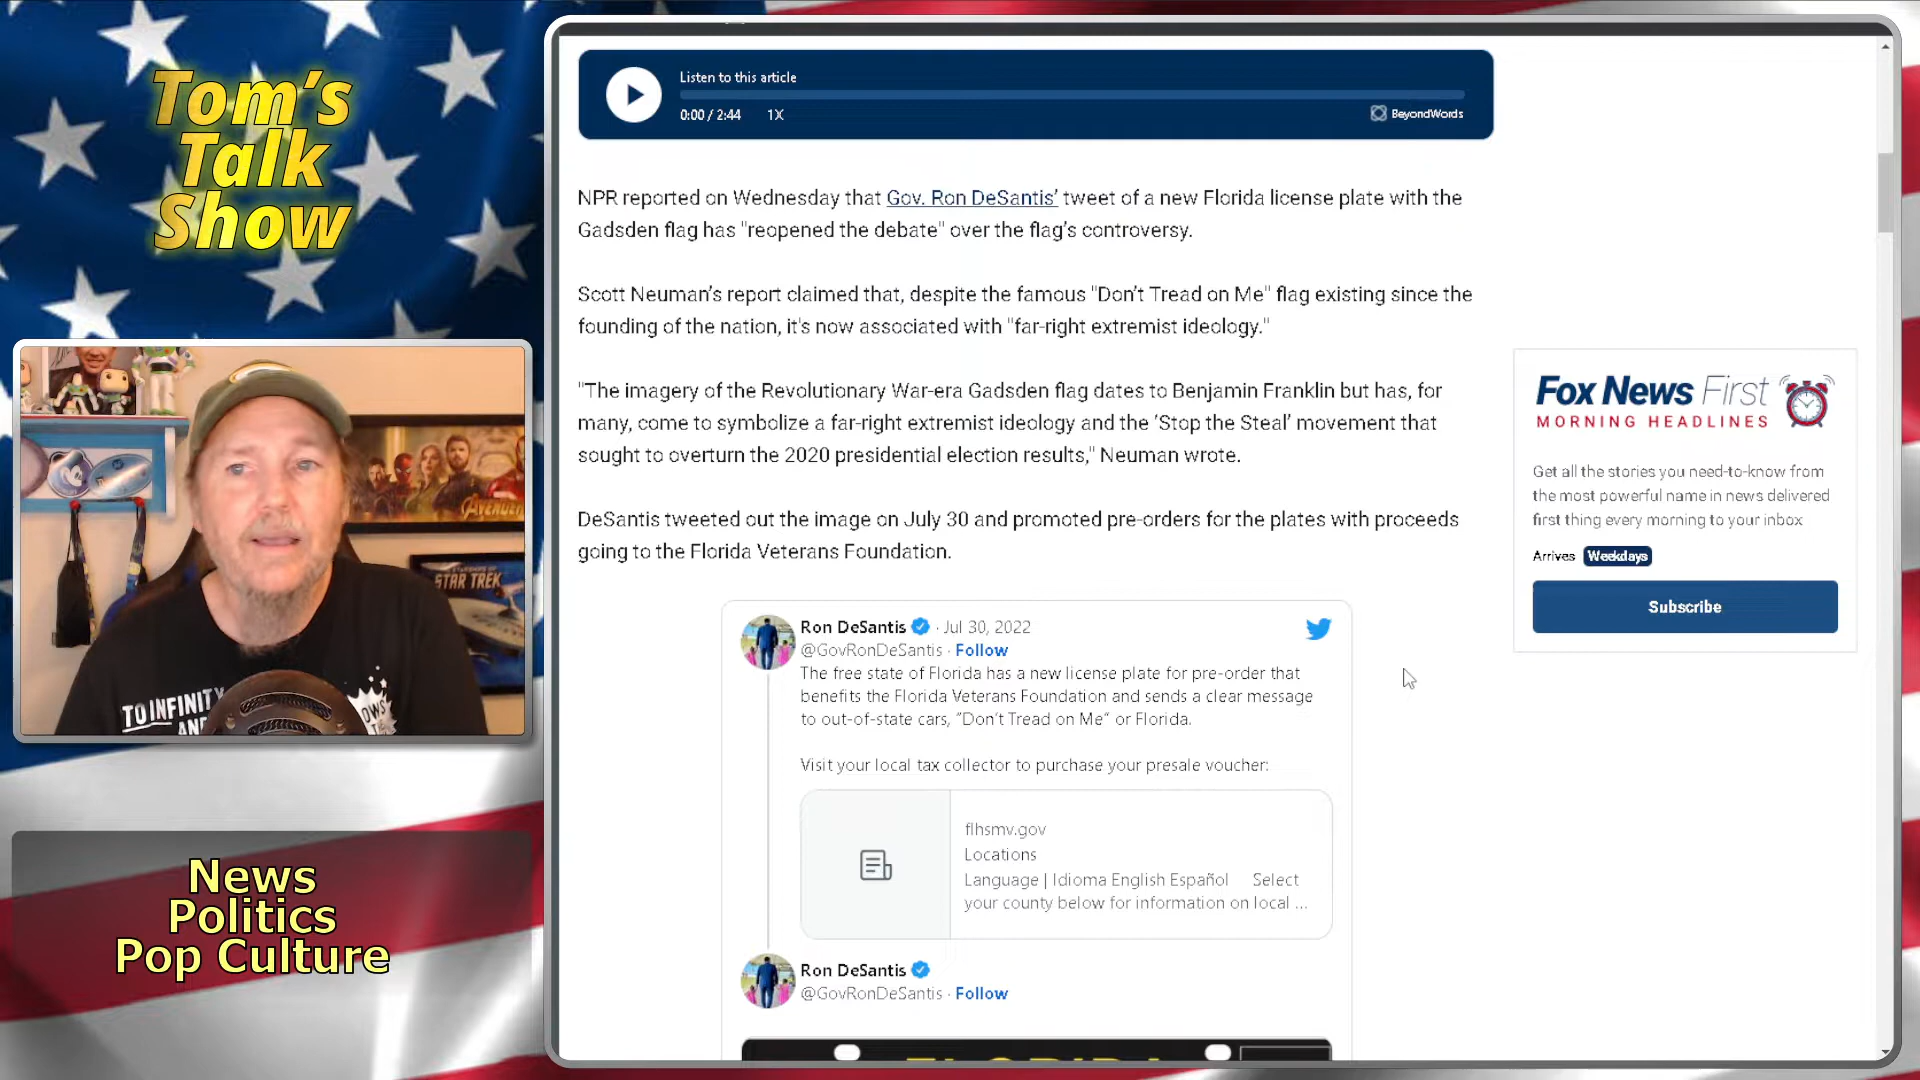 Tom's
Talk
Show
AVENGERS
STAR TREK
TO INFINITY
AND
News
Politics
Pop Culture
Listen to this article
0:00 / 2:44 1X
BeyondWords
NPR reported on Wednesday that Gov. Ron DeSantis' tweet of a new Florida license plate with the
Gadsden flag has "reopened the debate" over the flag's controversy.
Scott Neuman's report claimed that, despite the famous "Don't Tread on Me" flag existing since the
founding of the nation, it's now associated with "far-right extremist ideology."
"The imagery of the Revolutionary War-era Gadsden flag dates to Benjamin Franklin but has, for
many, come to symbolize a far-right extremist ideology and the 'Stop the Steal' movement that
sought to overturn the 2020 presidential election results," Neuman wrote.
DeSantis tweeted out the image on July 30 and promoted pre-orders for the plates with proceeds
going to the Florida Veterans Foundation.
Ron DeSantis · Jul 30, 2022
@GovRonDeSantis · Follow
The free state of Florida has a new license plate for pre-order that
benefits the Florida Veterans Foundation and sends a clear message
to out-of-state cars, "Don't Tread on Me" or Florida.
Visit your local tax collector to purchase your presale voucher:
flhsmv.gov
Locations
Language | Idioma English Español Select
your county below for information on local ...
Ron DeSantis
@GovRonDeSantis · Follow
FLORIDA
Fox News First
MORNING HEADLINES
Get all the stories you need-to-know from
the most powerful name in news delivered
first thing every morning to your inbox
Arrives Weekdays
Subscribe